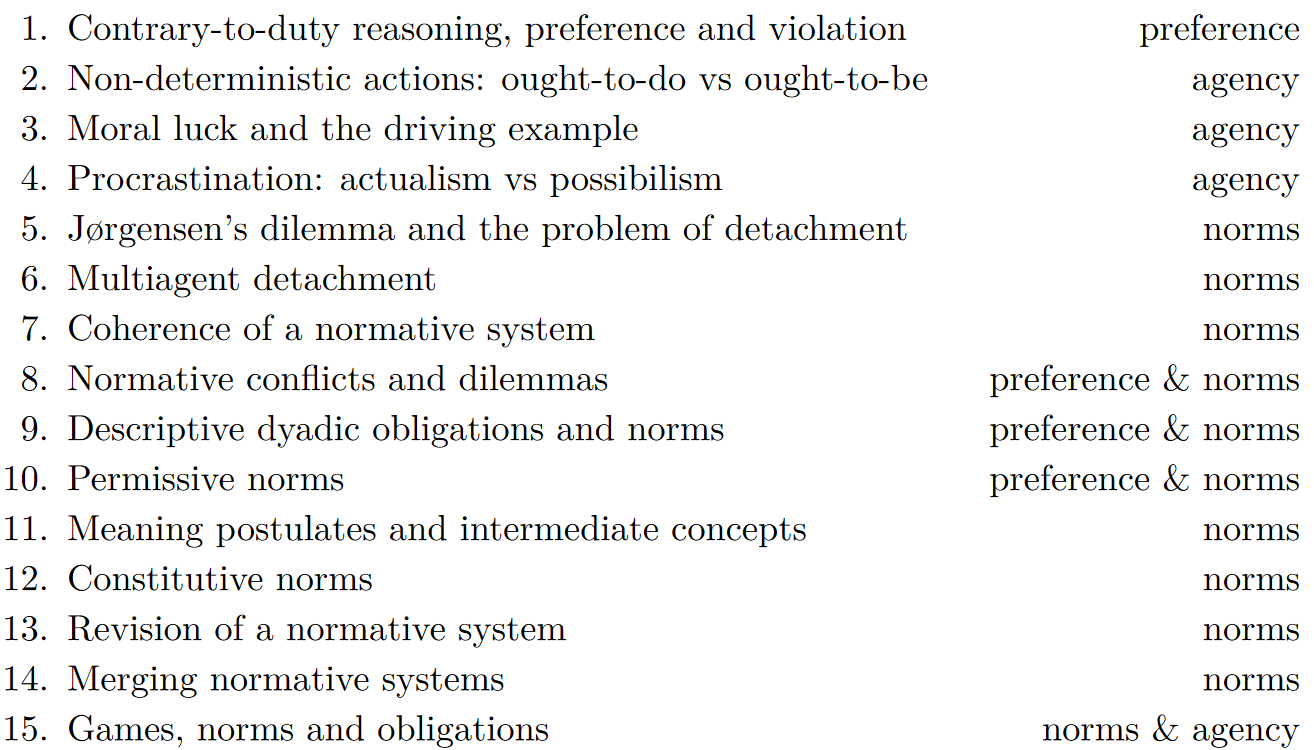 1. Contrary-to-duty reasoning, preference and violation preference
2. Non-deterministic actions: ought-to-do vs ought-to-be agency
3. Moral luck and the driving example agency
4. Procrastination: actualism vs possibilism agency
5. Jørgensen's dilemma and the problem of detachment norms
6. Multiagent detachment norms
7. Coherence of a normative system norms
8. Normative conflicts and dilemmas preference & norms
9. Descriptive dyadic obligations and norms preference & norms
10. Permissive norms preference & norms
11. Meaning postulates and intermediate concepts norms
12. Constitutive norms norms
13. Revision of a normative system norms
14. Merging normative systems norms
15. Games, norms and obligations norms & agency